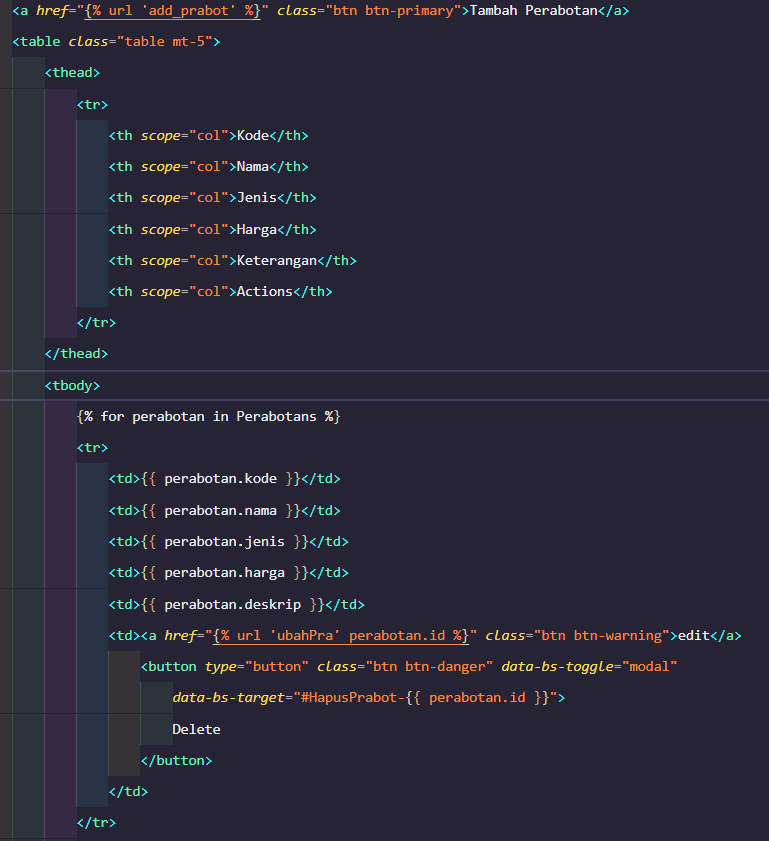 <a href="{% url 'add_prabot' %}" class="btn btn-primary">Tambah Perabotan</a>
<table class="table mt-5">
<thead>
<tr>
<th scope="col">Kode</th>
<th scope="col">Nama</th>
<th scope="col">Jenis</th>
<th scope="col">Harga</th>
<th scope="col">Keterangan</th>
<th scope="col">Actions</th>
</tr>
</thead>
<tbody>
{% for perabotan in Perabotans %}
<tr>
<td>{{ perabotan.kode }}</td>
<td>{{ perabotan.nama }}</td>
<td>{{ perabotan.jenis }}</td>
<td>{{ perabotan.harga }}</td>
<td>{{ perabotan.deskrip }}</td>
<td><a href="{% url 'ubahPra' perabotan.id %}" class="btn btn-warning">edit</a>
<button type="button" class="btn btn-danger" data-bs-toggle="modal"
data-bs-target="#HapusPrabot-{{ perabotan.id }}">
Delete
</button>
</td>
</tr>